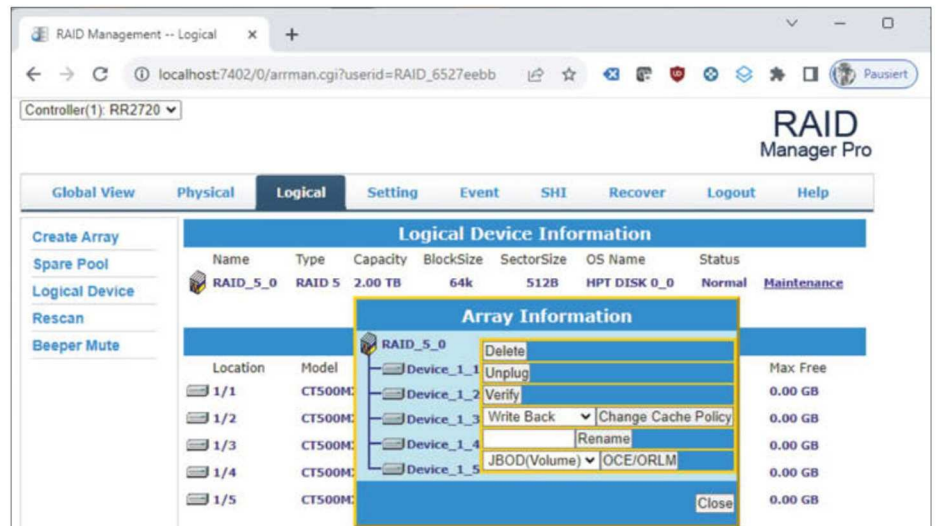 RAID Management -- Logical
localhost:7402/0/arrman.cgi?userid=RAID_6527eebb
Pausiert
Controller(1): RR2720
RAID
Manager Pro
Global View Physical Logical Setting Event SHI Recover Logout Help
Create Array
Spare Pool
Logical Device
Rescan
Beeper Mute
Logical Device Information
Name Type Capacity BlockSize SectorSize OS Name Status
RAID_5_0 RAID 5 2.00 TB 64k 512B HPT DISK 0_0 Normal Maintenance
Array Information
RAID_5_0
Device_1_1
Device_1_2
Device_1_3
Device_1_4
Device_1_5
Delete
Unplug
Verify
Write Back Change Cache Policy
Rename
JBOD(Volume) OCE/ORLM
Close
Location Model Max Free
1/1 CT500M 0.00 GB
1/2 CT500M 0.00 GB
1/3 CT500M 0.00 GB
1/4 CT500M 0.00 GB
1/5 CT500M 0.00 GB